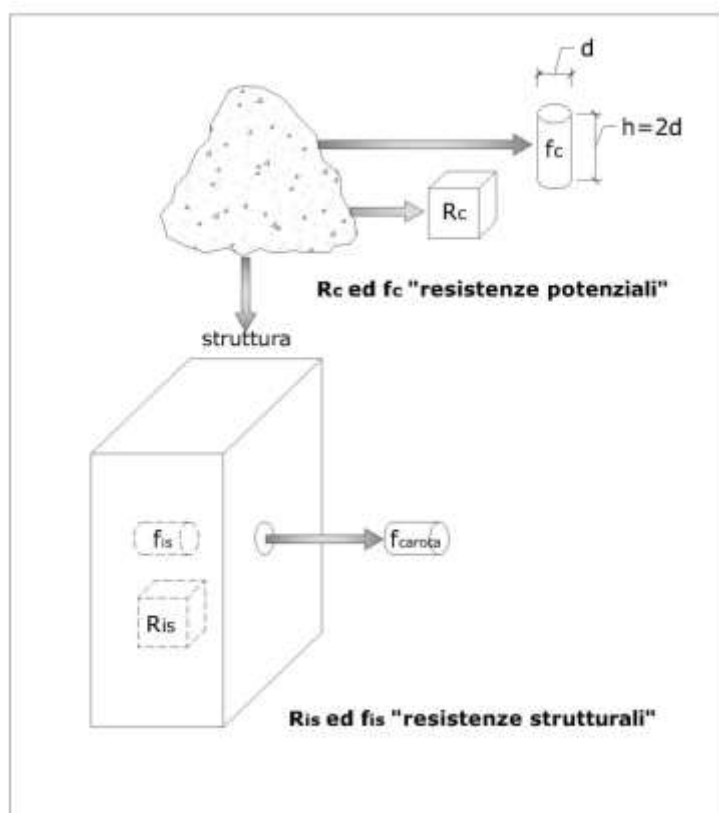 d
fc
h=2d
Rc
Rc ed fc "resistenze potenziali"
struttura
fis
fcarota
Ris
Ris ed fis "resistenze strutturali"